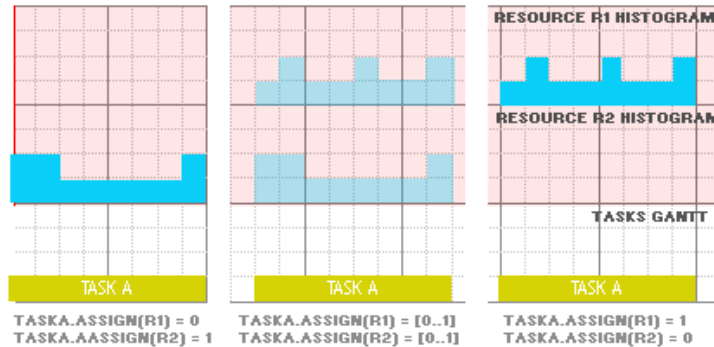 RESOURCE R1 HISTOGRAM
RESOURCE R2 HISTOGRAM
TASKS GANTT
TASK A
TASK A
TASK A
TASKA.ASSIGN(R1) = 0
TASKA.AASSIGN(R2) = 1
TASKA.ASSIGN(R1) = [0..1]
TASKA.ASSIGN(R2) = [0..1]
TASKA.ASSIGN(R1) = 1
TASKA.ASSIGN(R2) = 0